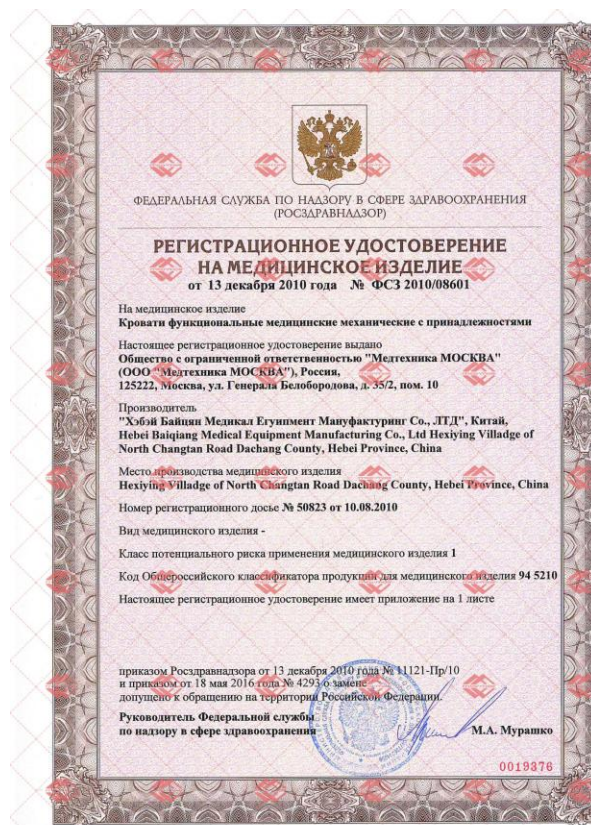 ФЕДЕРАЛЬНАЯ СЛУЖБА ПО НАДЗОРУ В СФЕРЕ ЗДРАВООХРАНЕНИЯ
(РОСЗДРАВНАДЗОР)
РЕГИСТРАЦИОННОЕ УДОСТОВЕРЕНИЕ
НА МЕДИЦИНСКОЕ ИЗДЕЛИЕ
от 13 декабря 2010 года № ФСЗ 2010/08601
На медицинское изделие
Кровати функциональные медицинские механические с принадлежностями
Настоящее регистрационное удостоверение выдано
Общество с ограниченной ответственностью "Медтехника МОСКВА"
(ООО "Медтехника МОСКВА"), Россия,
125222, Москва, ул. Генерала Белобородова, д. 35/2, пом. 10
Производитель
"Хэбэй Байцян Медикал Егуипмент Мануфактуринг Со., ЛТД", Китай,
Hebei Baiqiang Medical Equipment Manufacturing Co., Ltd Hexiying Villadge of
North Changtan Road Dachang County, Hebei Province, China
Место производства медицинского изделия
Hexiying Villadge of North Changtan Road Dachang County, Hebei Province, China
Номер регистрационного досье № 50823 от 10.08.2010
Вид медицинского изделия -
Класс потенциального риска применения медицинского изделия 1
Код Общероссийского классификатора продукции для медицинского изделия 94 5210
Настоящее регистрационное удостоверение имеет приложение на 1 листе
приказом Росздравнадзора от 13 декабря 2010 года № 11121-Пр/10
и приказом от 18 мая 2016 года № 4293 о замене
допущено к обращению на территории Российской Федерации.
Руководитель Федеральной службы
по надзору в сфере здравоохранения
М.А. Мурашко
0019376